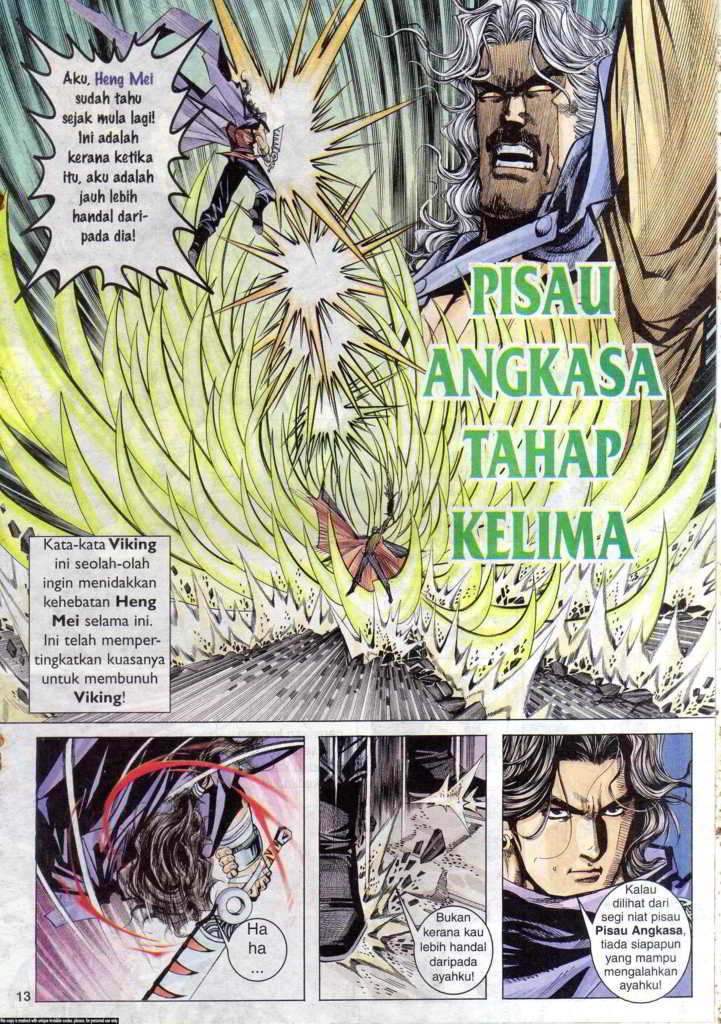 Aku, Heng Mei
sudah tahu
sejak mula lagi!
Ini adalah
kerana ketika
itu, aku adalah
jauh lebih
handal dari-
pada dia!
PISAU
ANGKASA
TAHAP
KELIMA
Kata-kata Viking
ini seolah-olah
ingin menidakkan
kehebatan Heng
Mei selama ini.
Ini telah memper-
tingkatkan kuasanya
untuk membunuh
Viking!
Ha
ha
...
Bukan
kerana kau
lebih handal
daripada
ayahku!
Kalau
dilihat dari
segi niat pisau
Pisau Angkasa,
tiada siapapun
yang mampu
mengalahkan
ayahku!
13